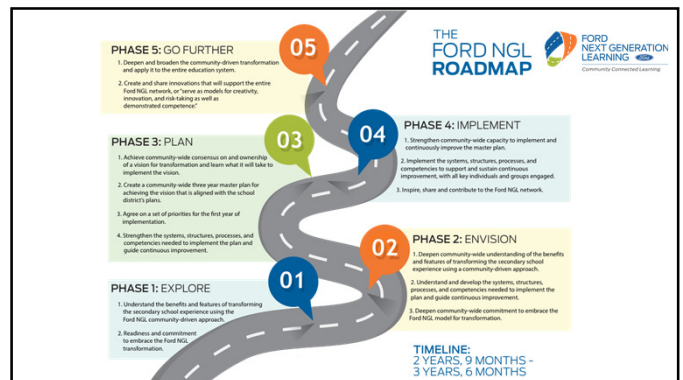 THE
FORD NGL
ROADMAP
FORD
NEXT GENERATION
LEARNING
Ford
Community Connected Learning
PHASE 5: GO FURTHER
1. Deepen and broaden the community-driven transformation
and apply it to the entire education system.
2. Create and share innovations that will support the entire
Ford NGL network, or "serve as models for creativity,
innovation, and risk-taking as well as
demonstrated competence."
05
PHASE 4: IMPLEMENT
1. Strengthen community-wide capacity to implement and
continuously improve the master plan.
2. Implement the systems, structures, processes, and
competencies to support and sustain continuous
improvement, with all key individuals and groups engaged.
3. Inspire, share and contribute to the Ford NGL network.
04
PHASE 3: PLAN
1. Achieve community-wide consensus on and ownership
of a vision for transformation and learn what it will take to
implement the vision.
2. Create a community-wide three year master plan for
achieving the vision that is aligned with the school
district's plans.
3. Agree on a set of priorities for the first year of
implementation.
4. Strengthen the systems, structures, processes, and
competencies needed to implement the plan and
guide continuous improvement.
03
PHASE 2: ENVISION
1. Deepen community-wide understanding of the benefits
and features of transforming the secondary school
experience using a community-driven approach.
2. Understand and develop the systems, structures,
processes, and competencies needed to implement the
plan and guide continuous improvement.
3. Deepen community-wide commitment to embrace the
Ford NGL model for transformation.
02
PHASE 1: EXPLORE
1. Understand the benefits and features of transforming
the secondary school experience using the
Ford NGL community-driven approach.
2. Readiness and commitment
to embrace the Ford NGL
transformation.
01
TIMELINE:
2 YEARS, 9 MONTHS -
3 YEARS, 6 MONTHS